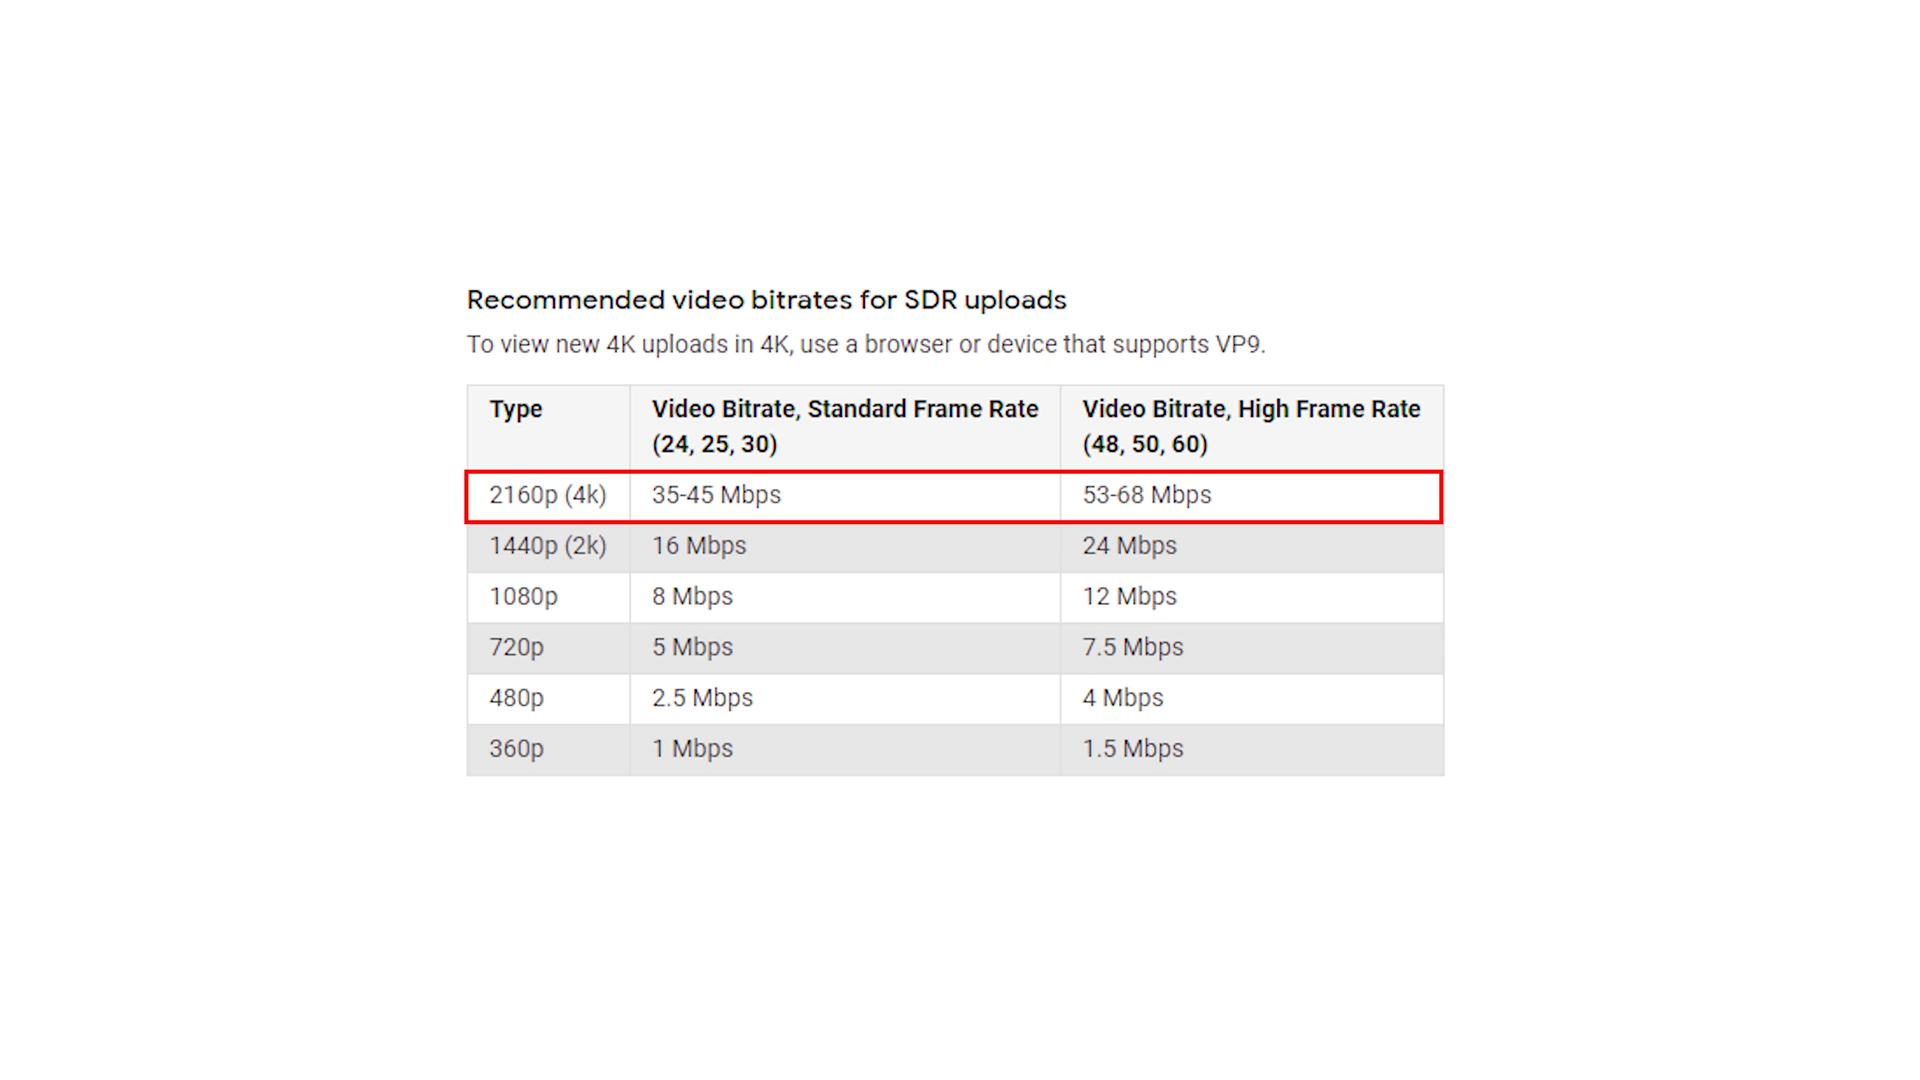 Recommended video bitrates for SDR uploads
To view new 4K uploads in 4K, use a browser or device that supports VP9.
Type Video Bitrate, Standard Frame Rate (24, 25, 30) Video Bitrate, High Frame Rate (48, 50, 60)
2160p (4k) 35-45 Mbps 53-68 Mbps
1440p (2k) 16 Mbps 24 Mbps
1080p 8 Mbps 12 Mbps
720p 5 Mbps 7.5 Mbps
480p 2.5 Mbps 4 Mbps
360p 1 Mbps 1.5 Mbps